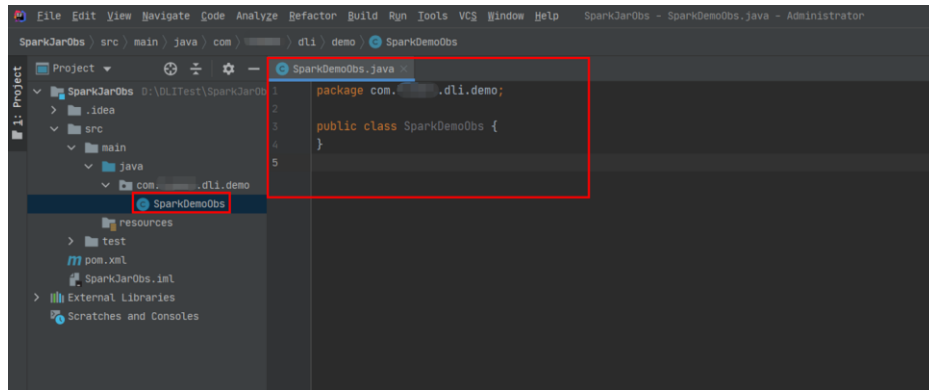 File Edit View Navigate Code Analyze Refactor Build Run Tools VCS Window Help SparkJarObs - SparkDemoObs.java - Administrator
SparkJarObs src main java com dli demo SparkDemoObs
1: Project
Project
SparkDemoObs.java
SparkJarObs D:\DLITest\SparkJarOb
.idea
src
main
java
com. .dli.demo
SparkDemoObs
resources
test
pom.xml
SparkJarObs.iml
External Libraries
Scratches and Consoles
1 package com. .dli.demo;
2
3 public class SparkDemoObs {
4 }
5